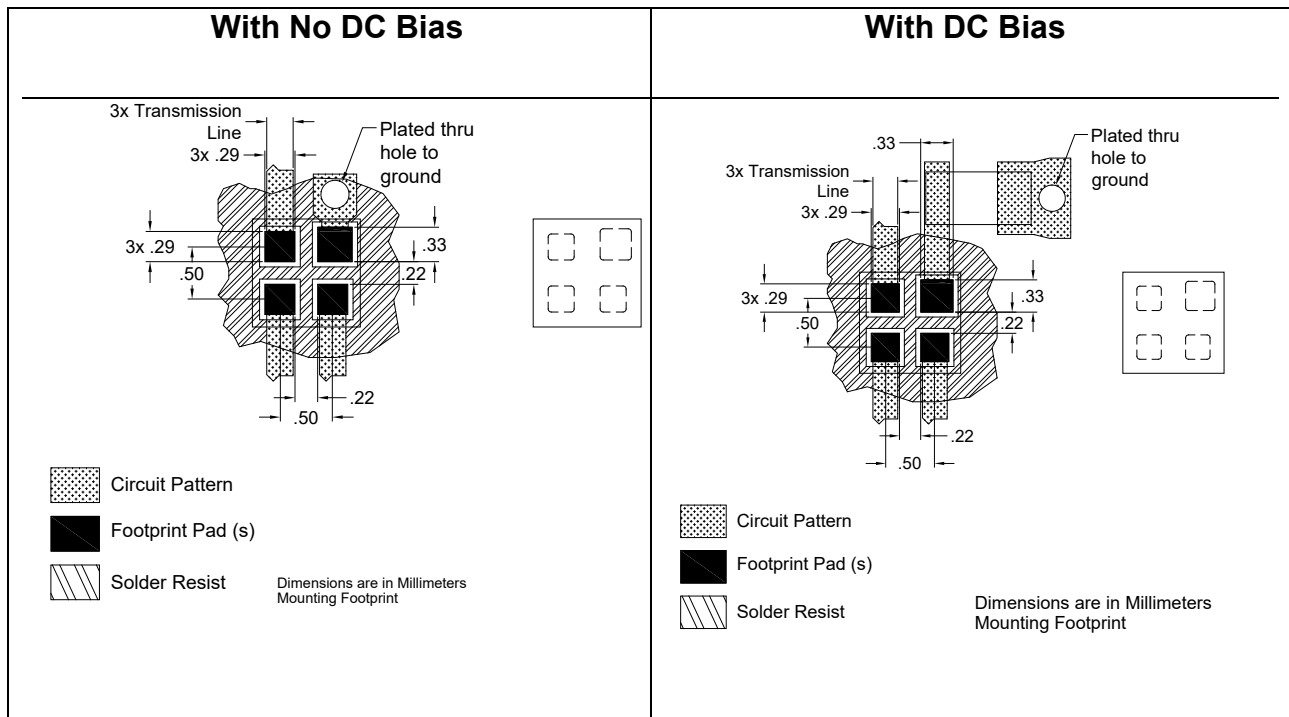 With No DC Bias
3x Transmission
Line
3x .29
Plated thru
hole to
ground
3x .29
.50
.33
.22
.22
.50
Circuit Pattern
Footprint Pad (s)
Solder Resist
Dimensions are in Millimeters
Mounting Footprint
With DC Bias
.33
Plated thru
hole to
ground
3x Transmission
Line
3x .29
3x .29
.50
.33
.22
.22
.50
Circuit Pattern
Footprint Pad (s)
Solder Resist
Dimensions are in Millimeters
Mounting Footprint